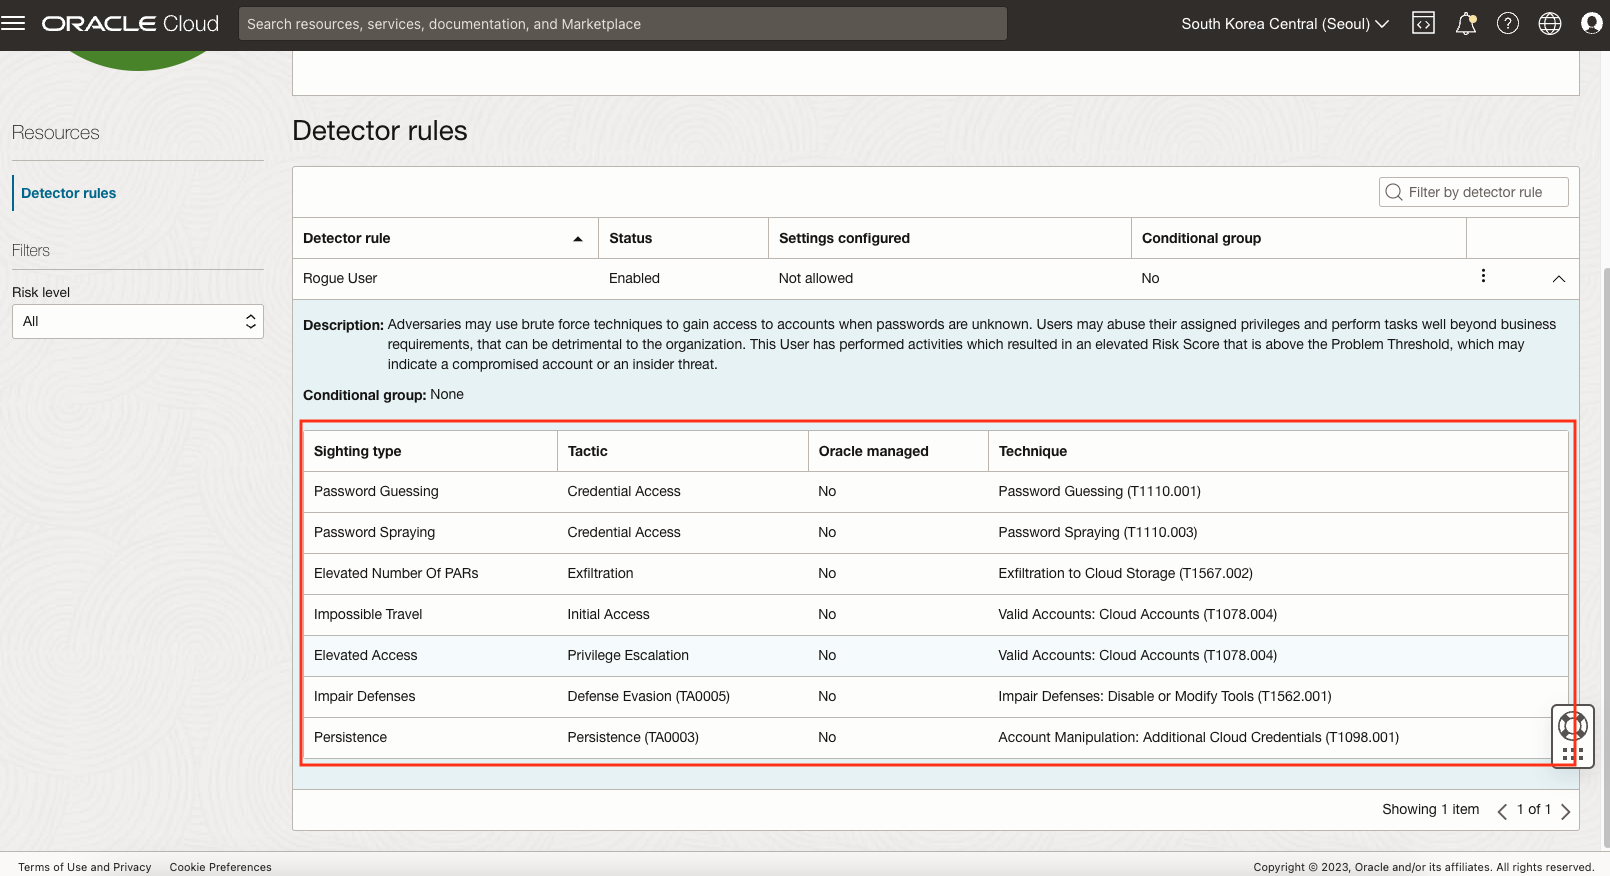 ORACLE Cloud
Search resources, services, documentation, and Marketplace
South Korea Central (Seoul)
Resources
Detector rules
Filters
Risk level
All
Detector rules
Filter by detector rule
Detector rule Status Settings configured Conditional group
Rogue User Enabled Not allowed No
Description: Adversaries may use brute force techniques to gain access to accounts when passwords are unknown. Users may abuse their assigned privileges and perform tasks well beyond business
requirements, that can be detrimental to the organization. This User has performed activities which resulted in an elevated Risk Score that is above the Problem Threshold, which may
indicate a compromised account or an insider threat.
Conditional group: None
Sighting type Tactic Oracle managed Technique
Password Guessing Credential Access No Password Guessing (T1110.001)
Password Spraying Credential Access No Password Spraying (T1110.003)
Elevated Number Of PARs Exfiltration No Exfiltration to Cloud Storage (T1567.002)
Impossible Travel Initial Access No Valid Accounts: Cloud Accounts (T1078.004)
Elevated Access Privilege Escalation No Valid Accounts: Cloud Accounts (T1078.004)
Impair Defenses Defense Evasion (TA0005) No Impair Defenses: Disable or Modify Tools (T1562.001)
Persistence Persistence (TA0003) No Account Manipulation: Additional Cloud Credentials (T1098.001)
Showing 1 item 1 of 1
Terms of Use and Privacy Cookie Preferences
Copyright © 2023, Oracle and/or its affiliates. All rights reserved.